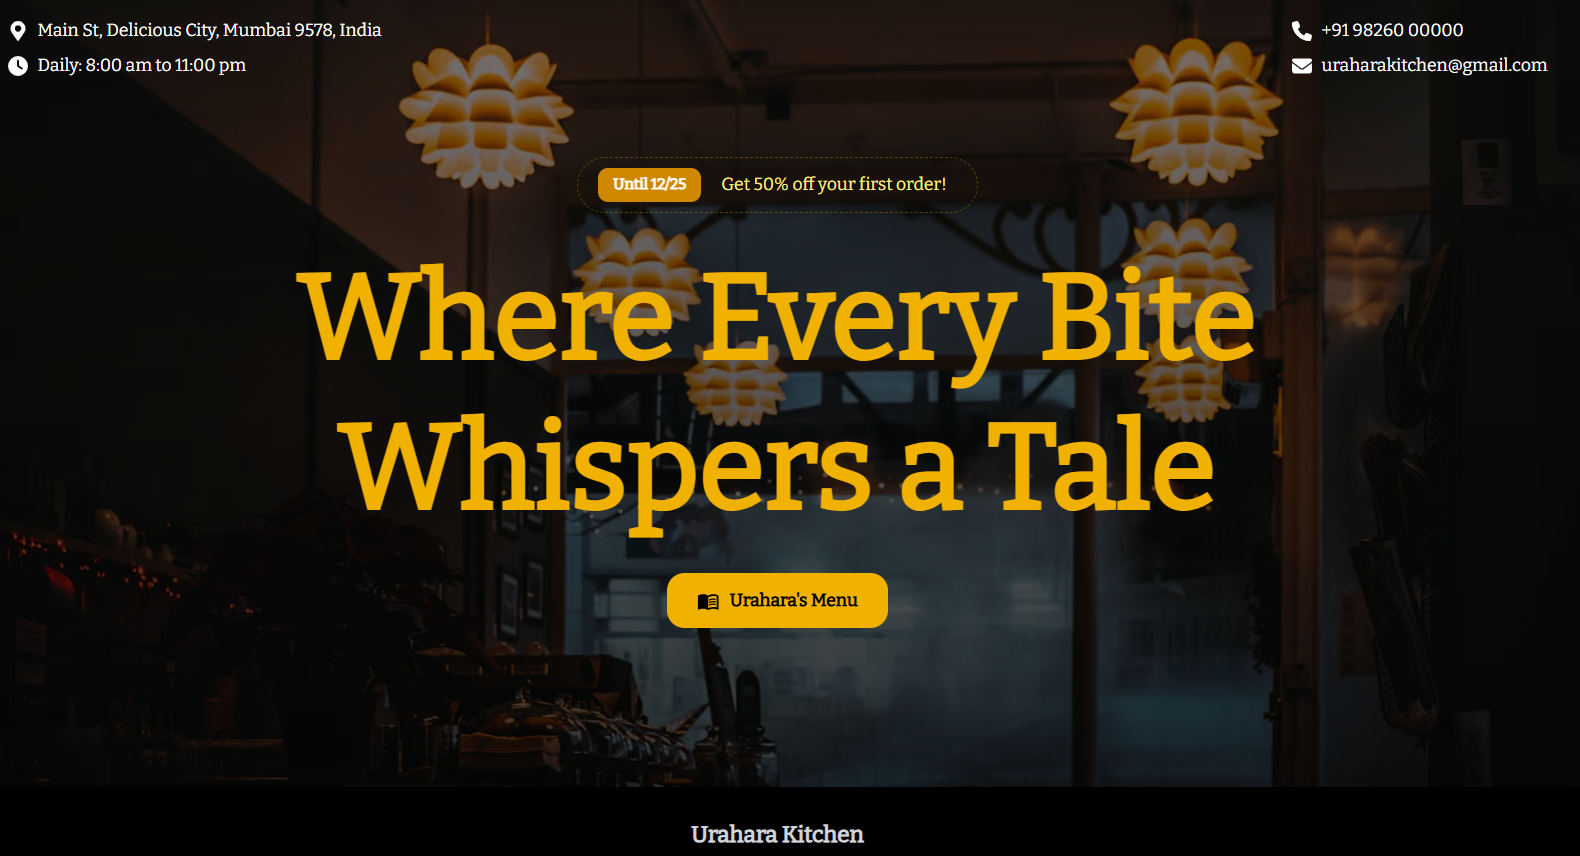 Main St, Delicious City, Mumbai 9578, India
Daily: 8:00 am to 11:00 pm
+91 98260 00000
uraharakitchen@gmail.com
Until 12/25
Get 50% off your first order!
Where Every Bite
Whispers a Tale
Urahara's Menu
Urahara Kitchen